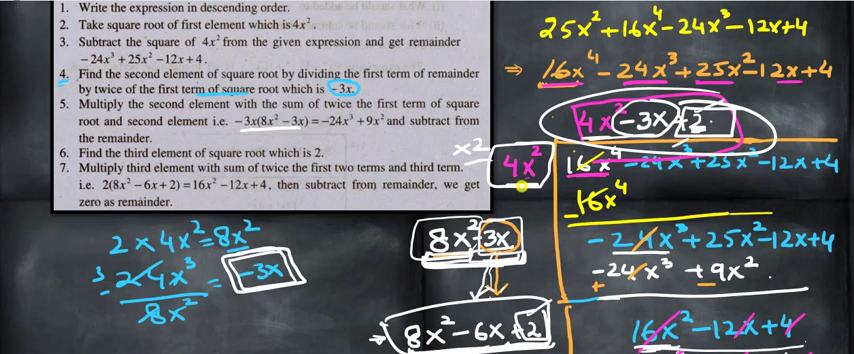 1. Write the expression in descending order.
2. Take square root of first element which is 4x².
3. Subtract the square of 4x² from the given expression and get remainder
−24x³ + 25x² −12x + 4.
4. Find the second element of square root by dividing the first term of remainder
by twice of the first term of square root which is −3x.
5. Multiply the second element with the sum of twice the first term of square
root and second element i.e. −3x(8x² − 3x) = −24x³ + 9x² and subtract from
the remainder.
6. Find the third element of square root which is 2.
7. Multiply third element with sum of twice the first two terms and third term.
i.e. 2(8x² − 6x + 2) = 16x² − 12x + 4, then subtract from remainder, we get
zero as remainder.
25x² + 16x⁴ − 24x³ − 12x + 4
⇒ 16x⁴ − 24x³ + 25x² − 12x + 4
4x² − 3x + 2
×2 4x² 16x⁴ − 24x³ + 25x² − 12x + 4
− 16x⁴
8x² − 3x − 24x³ + 25x² − 12x + 4
− 24x³ + 9x²
+ −
⇒ 8x² − 6x + 2 16x² − 12x + 4
2 × 4x² = 8x²
3
− 24x³ = −3x
8x²